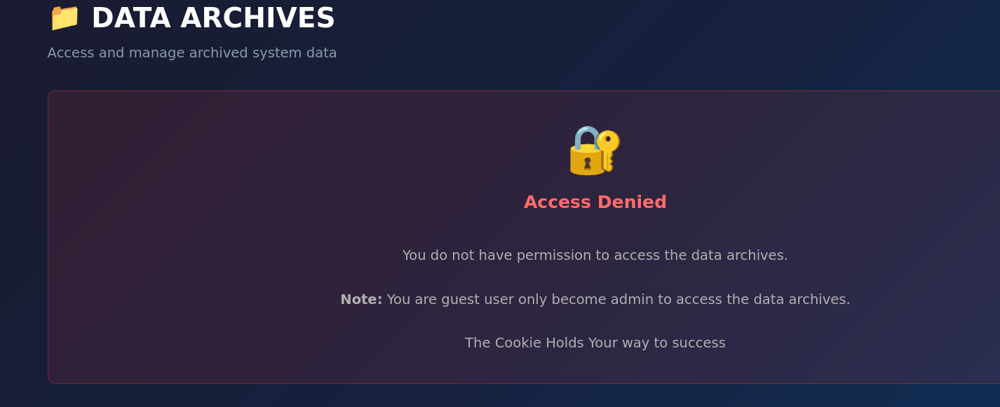 DATA ARCHIVES
Access and manage archived system data
Access Denied
You do not have permission to access the data archives.
Note: You are guest user only become admin to access the data archives.
The Cookie Holds Your way to success